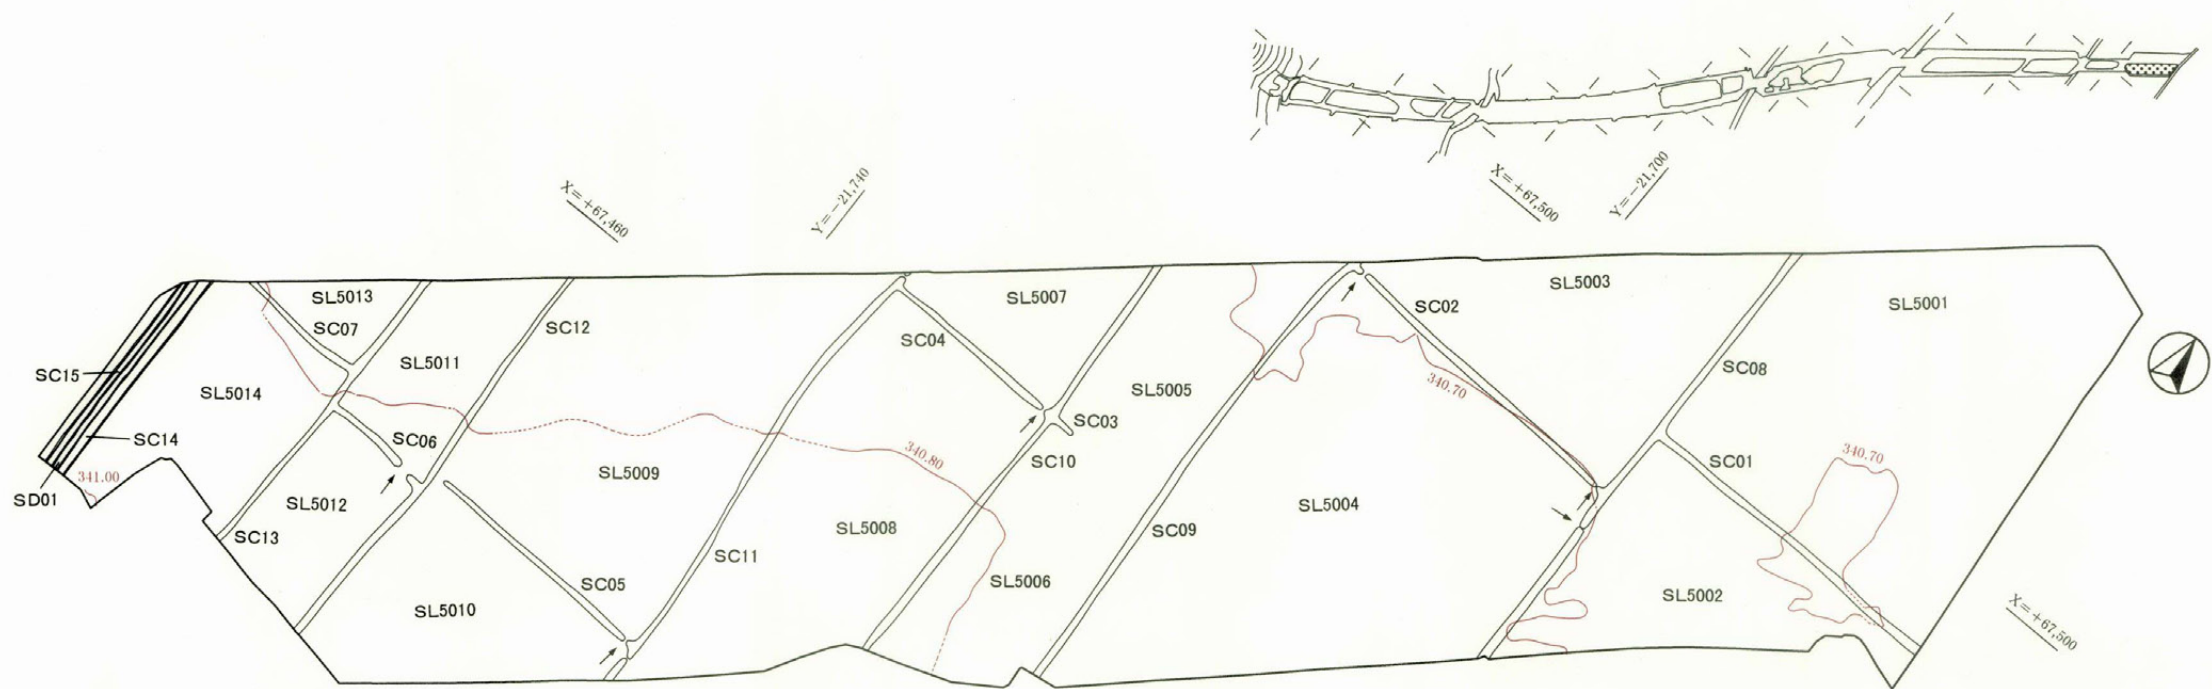 X=+67,460
Y=-21,740
X=+67,500
Y=-21,700
SL5013
SL5007
SL5003
SL5001
SC07
SC12
SC04
SC02
SC15
SL5011
SC08
SL5014
SL5005
340.70
SC14
SC06
SC03
341.00
SL5009
340.80
SC10
SC01
340.70
SD01
SL5012
SL5004
SC13
SL5008
SC09
SC11
SC05
SL5006
SL5010
SL5002
X=+67,500